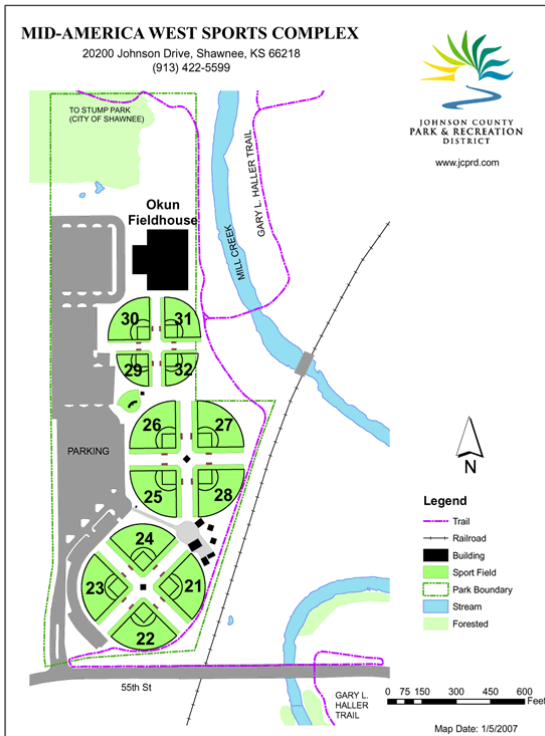 MID-AMERICA WEST SPORTS COMPLEX
20200 Johnson Drive, Shawnee, KS 66218
(913) 422-5599
JOHNSON COUNTY
PARK & RECREATION
DISTRICT
www.jcprd.com
TO STUMP PARK
(CITY OF SHAWNEE)
Okun
Fieldhouse
GARY L. HALLER TRAIL
MILL CREEK
30
31
29
32
26
27
PARKING
25
28
24
23
21
22
55th St
GARY L.
HALLER
TRAIL
N
Legend
Trail
Railroad
Building
Sport Field
Park Boundary
Stream
Forested
0 75 150 300 450 600
Feet
Map Date: 1/5/2007